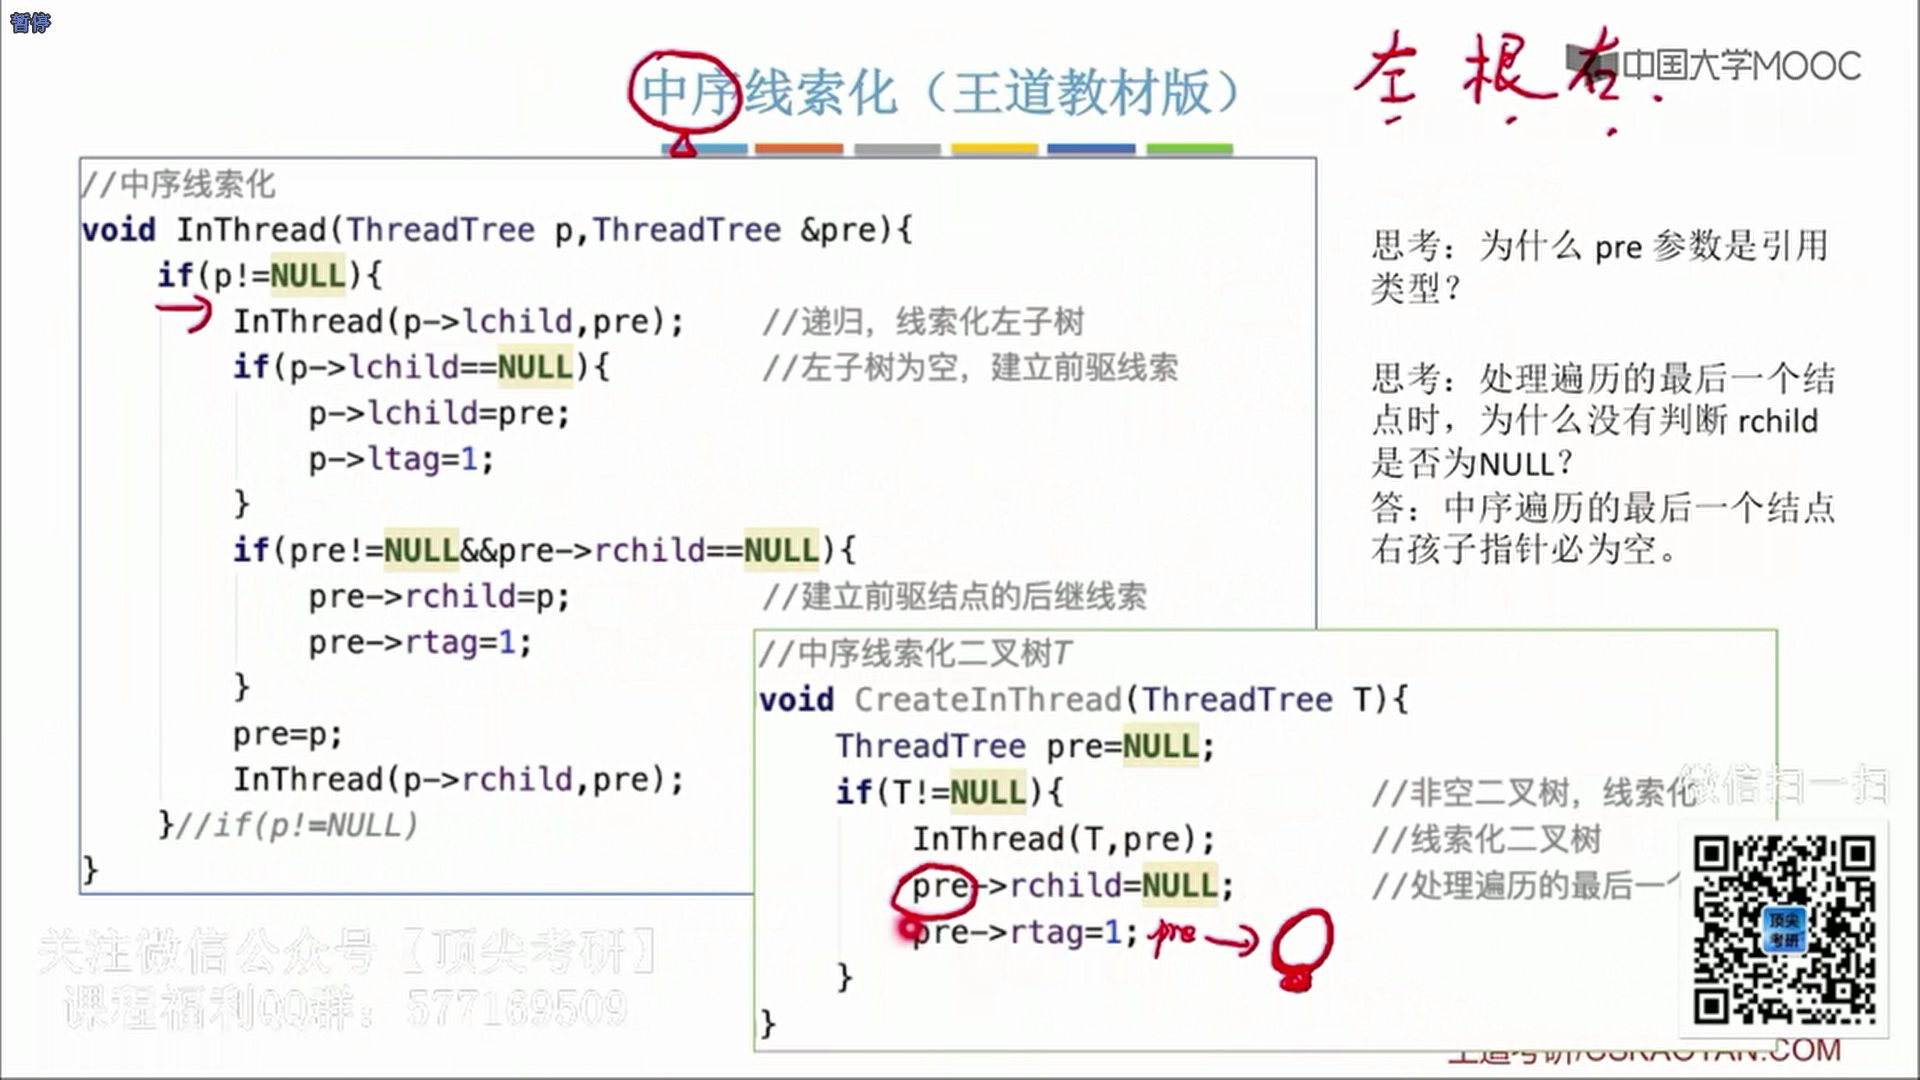 暂停
中序线索化（王道教材版）
左 根 右.
中国大学MOOC
//中序线索化
void InThread(ThreadTree p,ThreadTree &pre){
if(p!=NULL){
InThread(p->lchild,pre); //递归，线索化左子树
if(p->lchild==NULL){ //左子树为空，建立前驱线索
p->lchild=pre;
p->ltag=1;
}
if(pre!=NULL&&pre->rchild==NULL){
pre->rchild=p; //建立前驱结点的后继线索
pre->rtag=1;
}
pre=p;
InThread(p->rchild,pre);
}//if(p!=NULL)
}
思考：为什么 pre 参数是引用
类型？
思考：处理遍历的最后一个结
点时，为什么没有判断 rchild
是否为NULL？
答：中序遍历的最后一个结点
右孩子指针必为空。
//中序线索化二叉树T
void CreateInThread(ThreadTree T){
ThreadTree pre=NULL;
if(T!=NULL){ //非空二叉树，线索化
InThread(T,pre); //线索化二叉树
pre->rchild=NULL; //处理遍历的最后一
pre->rtag=1; pre
}
}
微信扫一扫
顶尖
考研
关注微信公众号【顶尖考研】
课程福利QQ群：577169509
王道考研/CSKAOYAN.COM